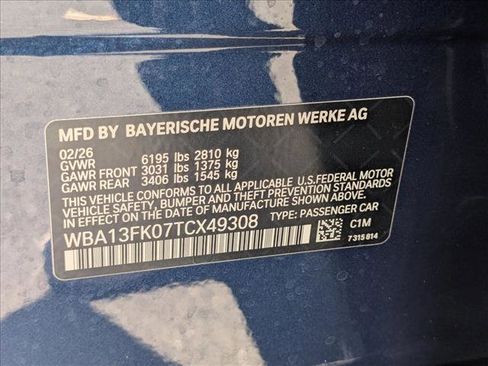 MFD BY BAYERISCHE MOTOREN WERKE AG
02/26
GVWR 6195 lbs 2810 kg
GAWR FRONT 3031 lbs 1375 kg
GAWR REAR 3406 lbs 1545 kg
THIS VEHICLE CONFORMS TO ALL APPLICABLE U.S.FEDERAL MOTOR
VEHICLE SAFETY, BUMPER, AND THEFT PREVENTION STANDARDS
IN EFFECT ON THE DATE OF MANUFACTURE SHOWN ABOVE.
WBA13FK07TCX49308 TYPE: PASSENGER CAR
C1M
7315814